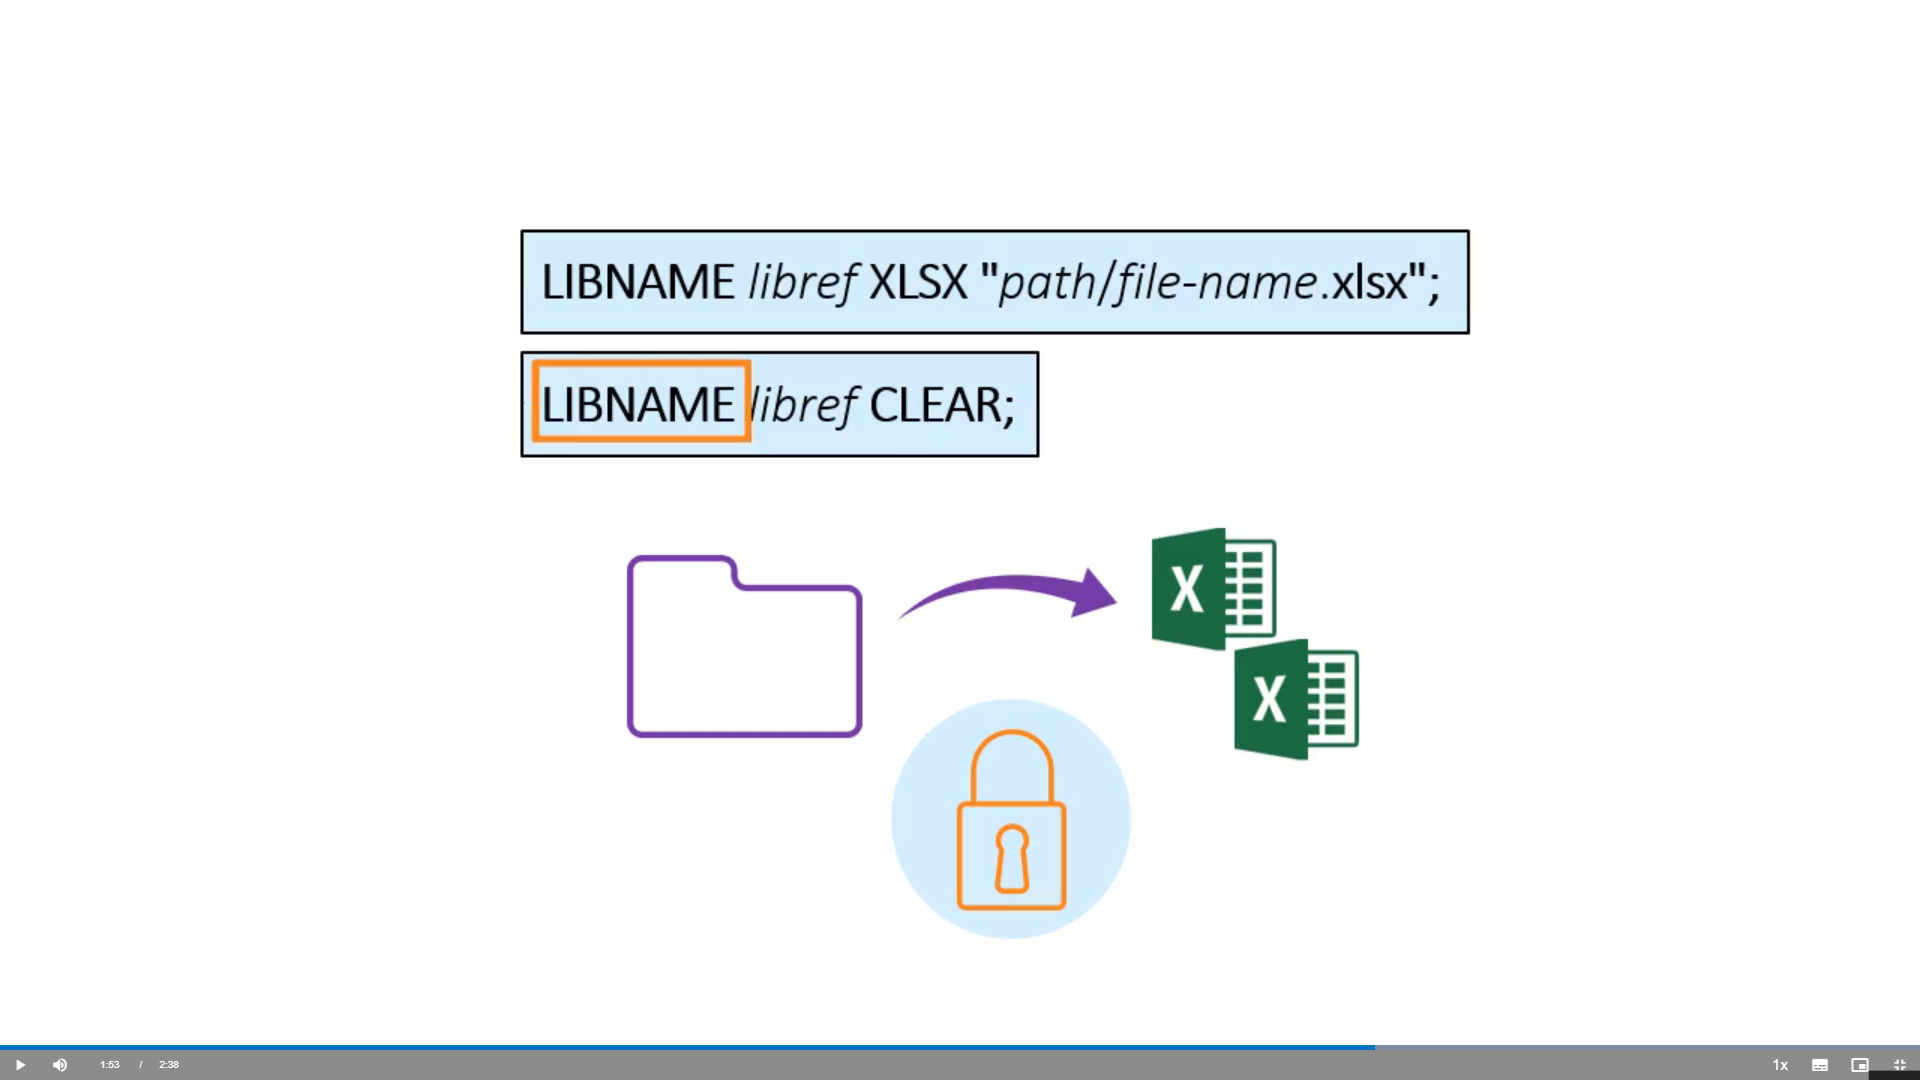 LIBNAME libref XLSX "path/file-name.xlsx";
LIBNAME libref CLEAR;
X
X
1:53 / 2:38 1x